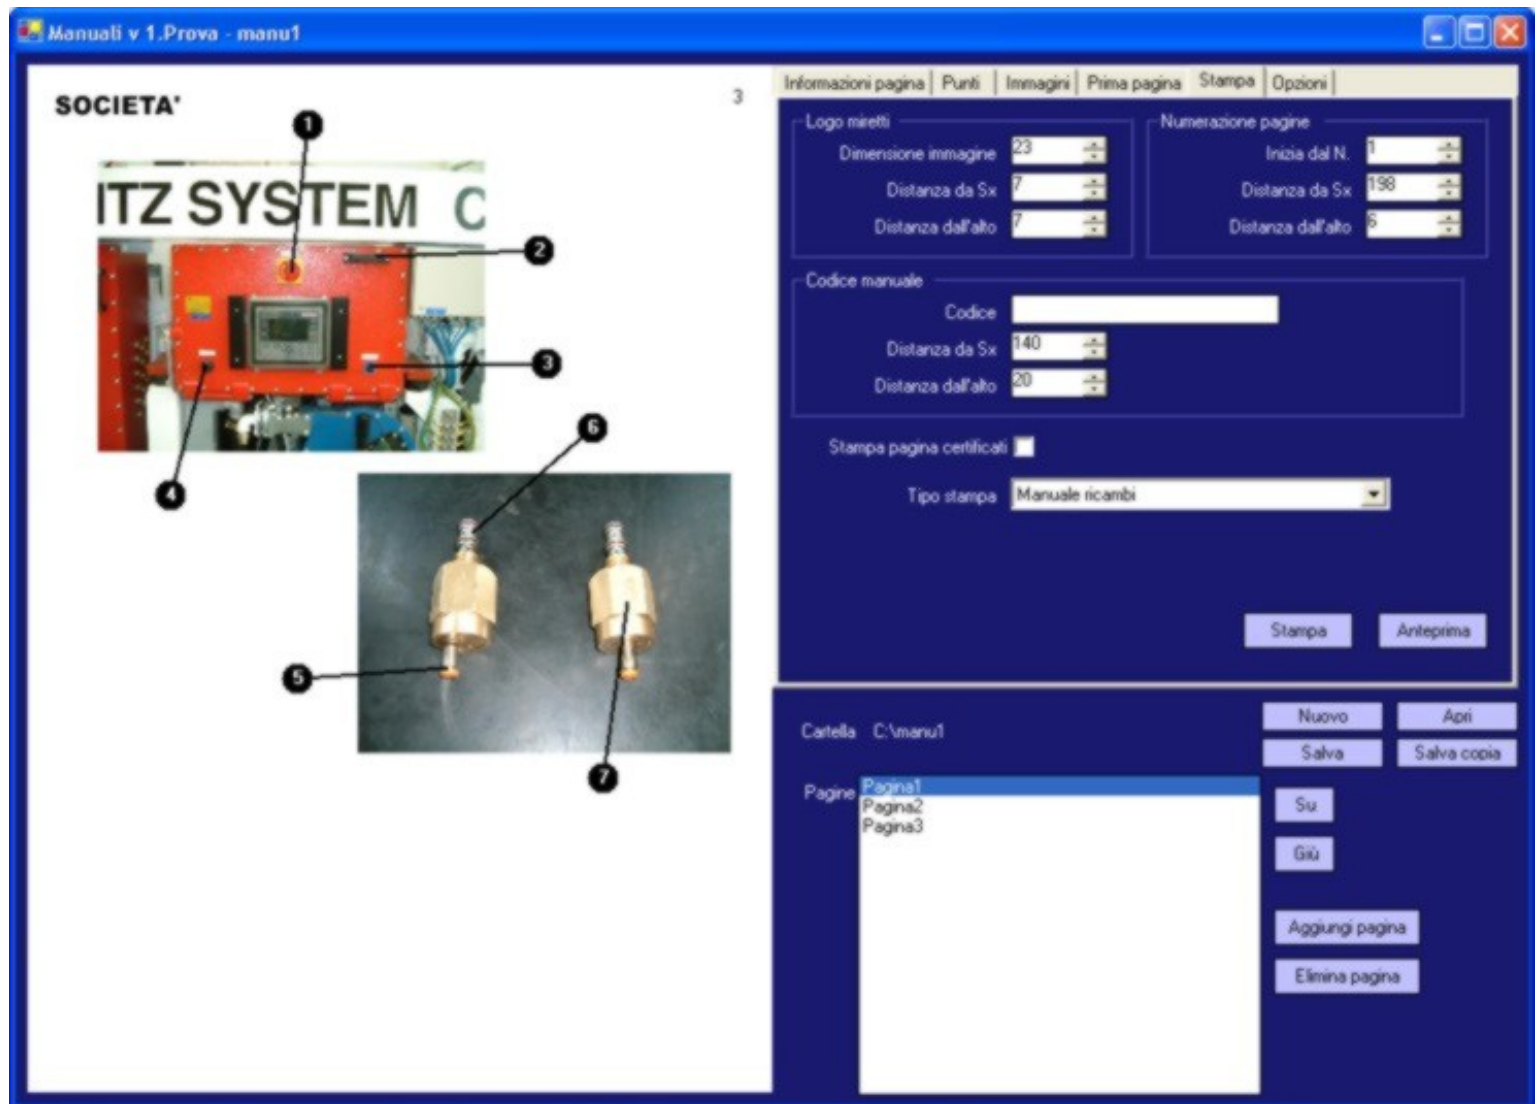 Manuali v 1.Prova - manu1
SOCIETA'
3
1
ITZ SYSTEM C
2
3
4
6
5
7
Informazioni pagina Punti Immagini Prima pagina Stampa Opzioni
Logo miretti
Dimensione immagine 23
Distanza da Sx 7
Distanza dall'alto 7
Numerazione pagine
Inizia dal N. 1
Distanza da Sx 198
Distanza dall'alto 6
Codice manuale
Codice
Distanza da Sx 140
Distanza dall'alto 20
Stampa pagina certificati
Tipo stampa Manuale ricambi
Stampa Anteprima
Cartella C:\manu1
Nuovo Apri
Salva Salva copia
Pagine Pagina1
Pagina2
Pagina3
Su
Giù
Aggiungi pagina
Elimina pagina